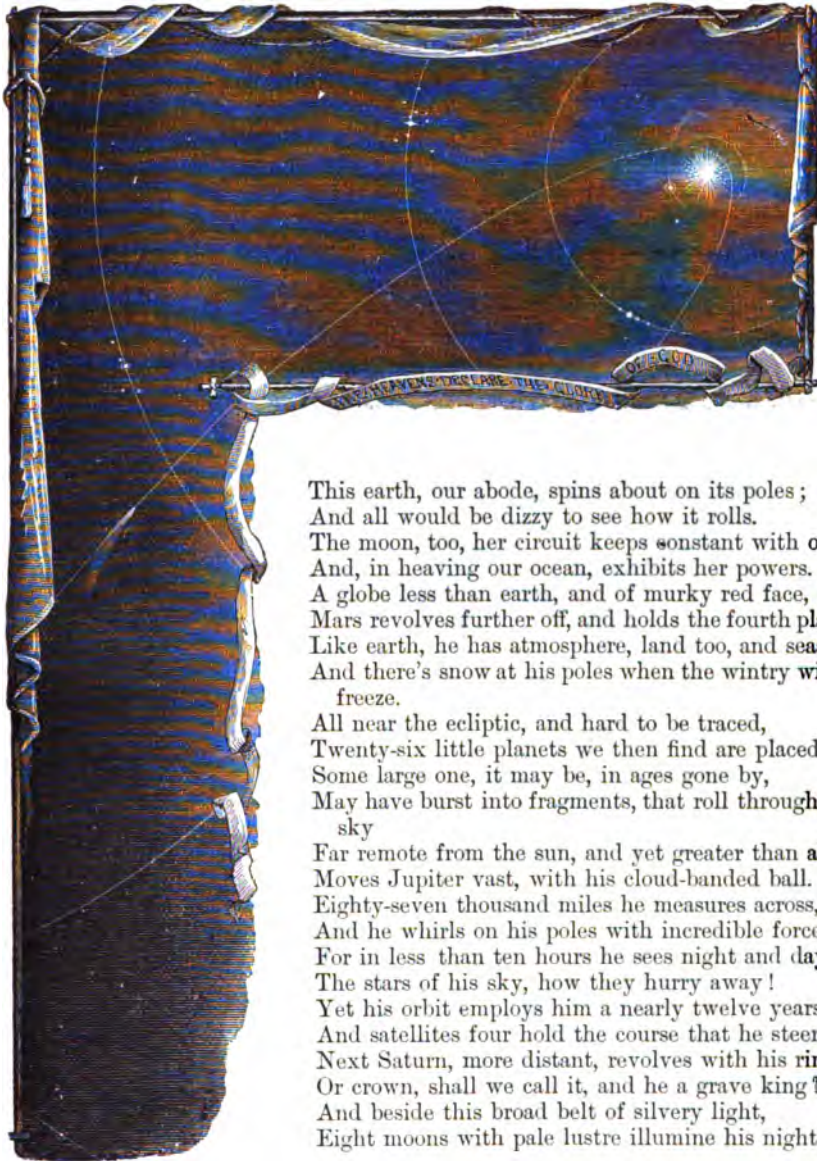 THE·HEAVENS·DECLARE·THE·GLORY
OF·GOD
This earth, our abode, spins about on its poles;
And all would be dizzy to see how it rolls.
The moon, too, her circuit keeps constant with o
And, in heaving our ocean, exhibits her powers.
A globe less than earth, and of murky red face,
Mars revolves further off, and holds the fourth pla
Like earth, he has atmosphere, land too, and sea
And there's snow at his poles when the wintry wi
freeze.
All near the ecliptic, and hard to be traced,
Twenty-six little planets we then find are placed
Some large one, it may be, in ages gone by,
May have burst into fragments, that roll through
sky
Far remote from the sun, and yet greater than a
Moves Jupiter vast, with his cloud-banded ball.
Eighty-seven thousand miles he measures across,
And he whirls on his poles with incredible force
For in less than ten hours he sees night and day
The stars of his sky, how they hurry away!
Yet his orbit employs him a nearly twelve years
And satellites four hold the course that he steer
Next Saturn, more distant, revolves with his rin
Or crown, shall we call it, and he a grave king?
And beside this broad belt of silvery light,
Eight moons with pale lustre illumine his night